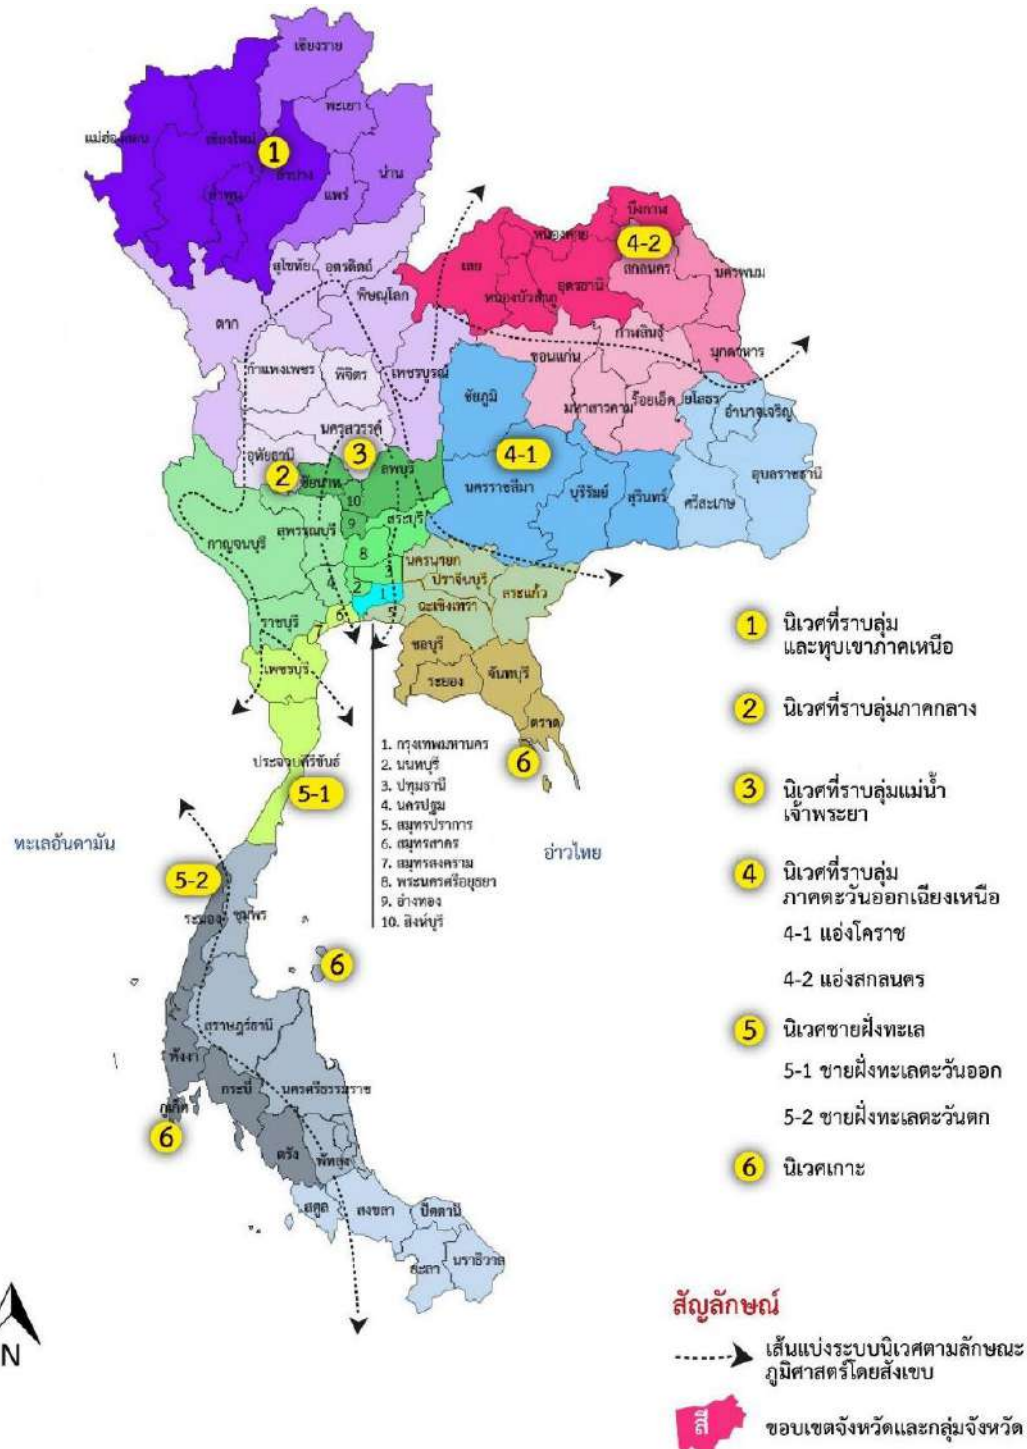 เชียงราย
พะเยา
แม่ฮ่องสอน
เชียงใหม่
1
ลำปาง
น่าน
ลำพูน
แพร่
บึงกาฬ
หนองคาย
4-2
สุโขทัย
อุตรดิตถ์
เลย
สกลนคร
นครพนม
อุดรธานี
หนองบัวลำภู
พิษณุโลก
ตาก
กาฬสินธุ์
มุกดาหาร
ขอนแก่น
กำแพงเพชร
พิจิตร
เพชรบูรณ์
ชัยภูมิ
มหาสารคาม
ร้อยเอ็ด
ยโสธร
อำนาจเจริญ
นครสวรรค์
3
4-1
อุทัยธานี
2
ชัยนาท
ลพบุรี
นครราชสีมา
บุรีรัมย์
สุรินทร์
ศรีสะเกษ
อุบลราชธานี
10
9
สระบุรี
สุพรรณบุรี
กาญจนบุรี
8
นครนายก
ปราจีนบุรี
สระแก้ว
3
4
2
1
ฉะเชิงเทรา
5
6
7
ราชบุรี
ชลบุรี
เพชรบุรี
ระยอง
จันทบุรี
ตราด
6
ประจวบคีรีขันธ์
5-1
1. กรุงเทพมหานคร
2. นนทบุรี
3. ปทุมธานี
4. นครปฐม
5. สมุทรปราการ
6. สมุทรสาคร
7. สมุทรสงคราม
8. พระนครศรีอยุธยา
9. อ่างทอง
10. สิงห์บุรี
ทะเลอันดามัน
อ่าวไทย
5-2
ระนอง
ชุมพร
6
สุราษฎร์ธานี
พังงา
กระบี่
นครศรีธรรมราช
ภูเก็ต
6
ตรัง
พัทลุง
สตูล
สงขลา
ปัตตานี
ยะลา
นราธิวาส
1 นิเวศที่ราบลุ่ม
และหุบเขาภาคเหนือ
2 นิเวศที่ราบลุ่มภาคกลาง
3 นิเวศที่ราบลุ่มแม่น้ำ
เจ้าพระยา
4 นิเวศที่ราบลุ่ม
ภาคตะวันออกเฉียงเหนือ
4-1 แอ่งโคราช
4-2 แอ่งสกลนคร
5 นิเวศชายฝั่งทะเล
5-1 ชายฝั่งทะเลตะวันออก
5-2 ชายฝั่งทะเลตะวันตก
6 นิเวศเกาะ
N
สัญลักษณ์
เส้นแบ่งระบบนิเวศตามลักษณะ
ภูมิศาสตร์โดยสังเขป
ขอบเขตจังหวัดและกลุ่มจังหวัด